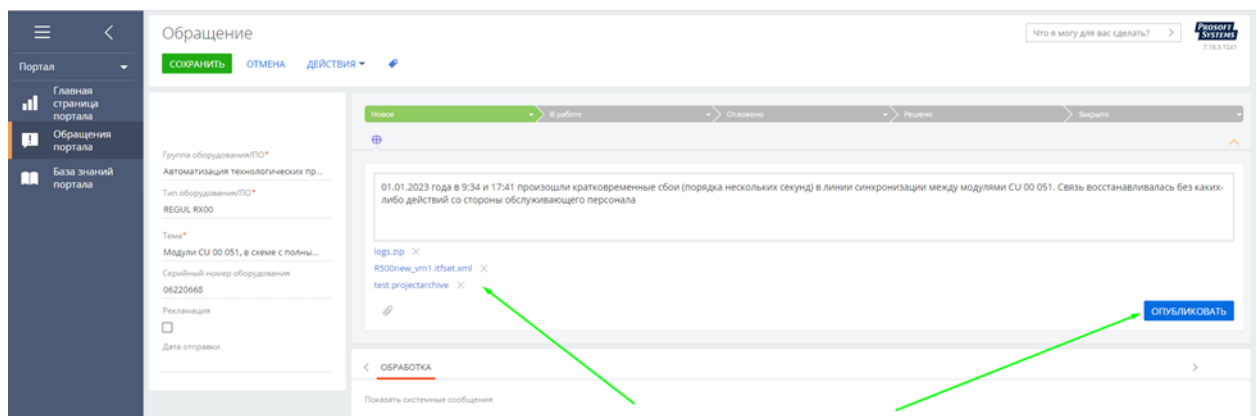 Обращение
Что я могу для вас сделать?
PROSOFT
SYSTEMS
7.18.3.1241
СОХРАНИТЬ
ОТМЕНА
ДЕЙСТВИЯ
Портал
Главная
страница
портала
Обращения
портала
База знаний
портала
Группа оборудования/ПО*
Автоматизация технологических пр...
Тип оборудования/ПО*
REGUL RX00
Тема*
Модули CU 00 051, в схеме с полны...
Серийный номер оборудования
06220668
Рекламация
Дата отправки
Новое
В работе
Отложено
Решено
Закрыто
01.01.2023 года в 9:34 и 17:41 произошли кратковременные сбои (порядка нескольких секунд) в линии синхронизации между модулями CU 00 051. Связь восстанавливалась без каких-
либо действий со стороны обслуживающего персонала
logs.zip
R500new_vm1.itfset.xml
test.projectarchive
ОПУБЛИКОВАТЬ
ОБРАБОТКА
Показать системные сообщения